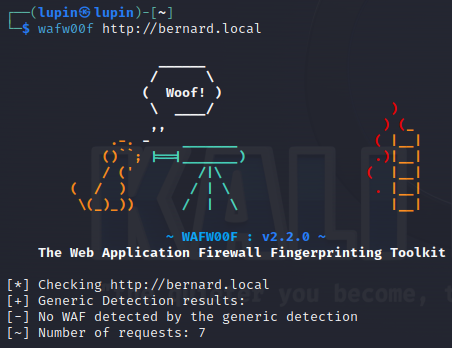 ┌──(lupin㉿lupin)-[~]
└─$ wafw00f http://bernard.local
Woof!
~ WAFW00F : v2.2.0 ~
The Web Application Firewall Fingerprinting Toolkit
[*] Checking http://bernard.local
[+] Generic Detection results:
[-] No WAF detected by the generic detection
[~] Number of requests: 7